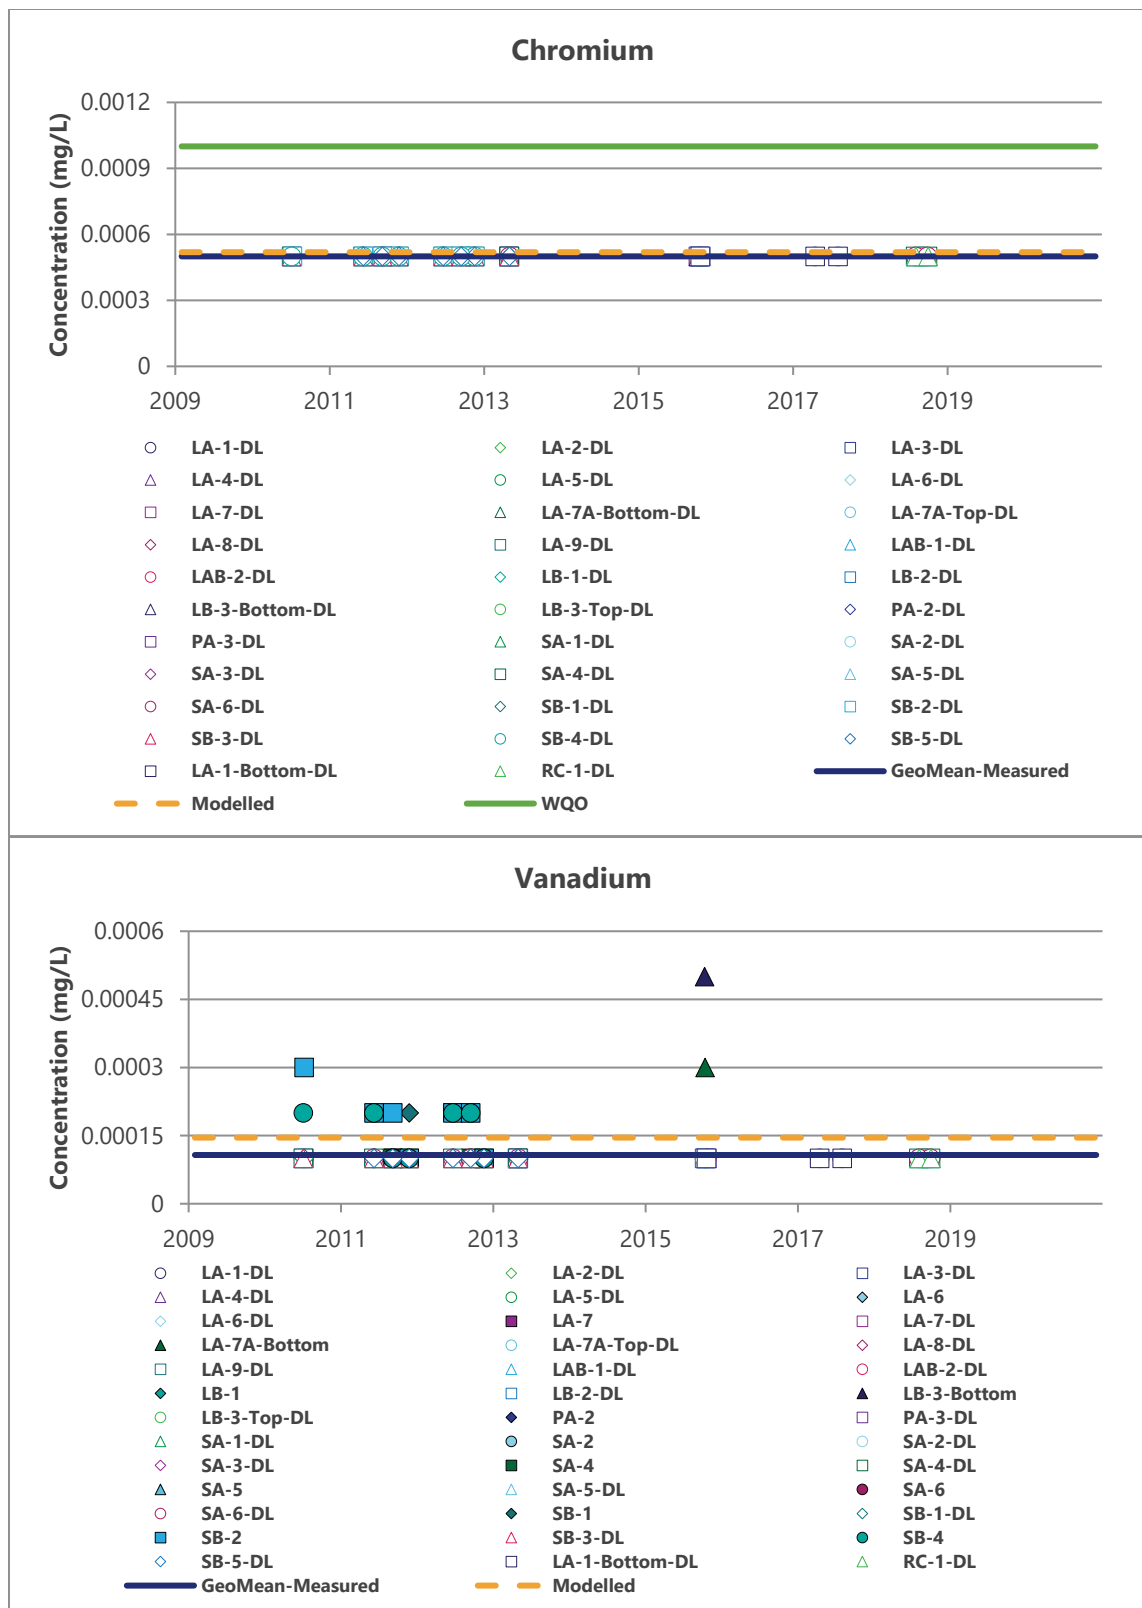 Chromium
Concentration (mg/L)
0.0012
0.0009
0.0006
0.0003
0
2009 2011 2013 2015 2017 2019
LA-1-DL LA-2-DL LA-3-DL
LA-4-DL LA-5-DL LA-6-DL
LA-7-DL LA-7A-Bottom-DL LA-7A-Top-DL
LA-8-DL LA-9-DL LAB-1-DL
LAB-2-DL LB-1-DL LB-2-DL
LB-3-Bottom-DL LB-3-Top-DL PA-2-DL
PA-3-DL SA-1-DL SA-2-DL
SA-3-DL SA-4-DL SA-5-DL
SA-6-DL SB-1-DL SB-2-DL
SB-3-DL SB-4-DL SB-5-DL
LA-1-Bottom-DL RC-1-DL GeoMean-Measured
Modelled WQO
Vanadium
Concentration (mg/L)
0.0006
0.00045
0.0003
0.00015
0
2009 2011 2013 2015 2017 2019
LA-1-DL LA-2-DL LA-3-DL
LA-4-DL LA-5-DL LA-6
LA-6-DL LA-7 LA-7-DL
LA-7A-Bottom LA-7A-Top-DL LA-8-DL
LA-9-DL LAB-1-DL LAB-2-DL
LB-1 LB-2-DL LB-3-Bottom
LB-3-Top-DL PA-2 PA-3-DL
SA-1-DL SA-2 SA-2-DL
SA-3-DL SA-4 SA-4-DL
SA-5 SA-5-DL SA-6
SA-6-DL SB-1 SB-1-DL
SB-2 SB-3-DL SB-4
SB-5-DL LA-1-Bottom-DL RC-1-DL
GeoMean-Measured Modelled